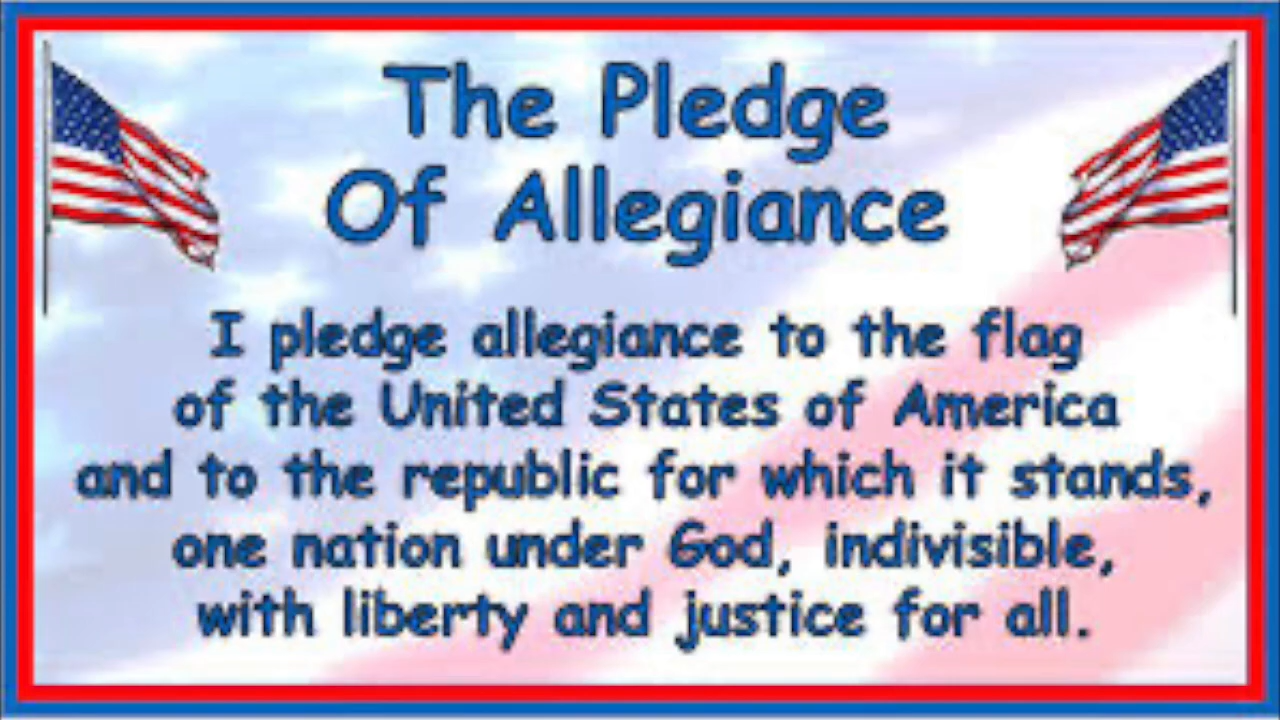 The Pledge
Of Allegiance
I pledge allegiance to the flag
of the United States of America
and to the republic for which it stands,
one nation under God, indivisible,
with liberty and justice for all.